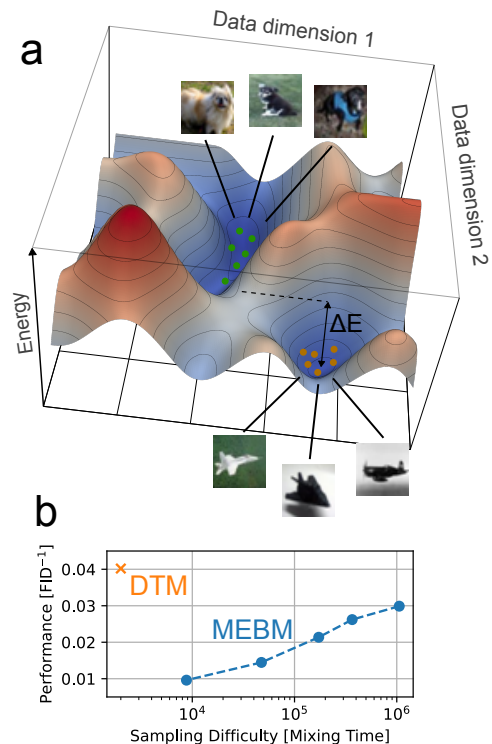 a
Data dimension 1
Data dimension 2
Energy
ΔE
b
Performance [FID⁻¹]
0.04
0.03
0.02
0.01
DTM
MEBM
10⁴
10⁵
10⁶
Sampling Difficulty [Mixing Time]